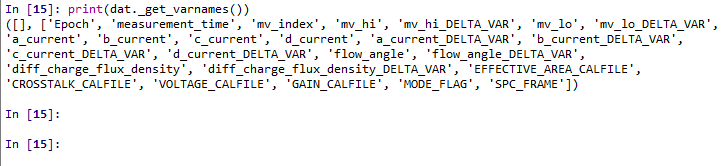 In [15]: print(dat._get_varnames())
([], ['Epoch', 'measurement_time', 'mv_index', 'mv_hi', 'mv_hi_DELTA_VAR', 'mv_lo', 'mv_lo_DELTA_VAR',
'a_current', 'b_current', 'c_current', 'd_current', 'a_current_DELTA_VAR', 'b_current_DELTA_VAR',
'c_current_DELTA_VAR', 'd_current_DELTA_VAR', 'flow_angle', 'flow_angle_DELTA_VAR',
'diff_charge_flux_density', 'diff_charge_flux_density_DELTA_VAR', 'EFFECTIVE_AREA_CALFILE',
'CROSSTALK_CALFILE', 'VOLTAGE_CALFILE', 'GAIN_CALFILE', 'MODE_FLAG', 'SPC_FRAME'])
In [15]:
In [15]: